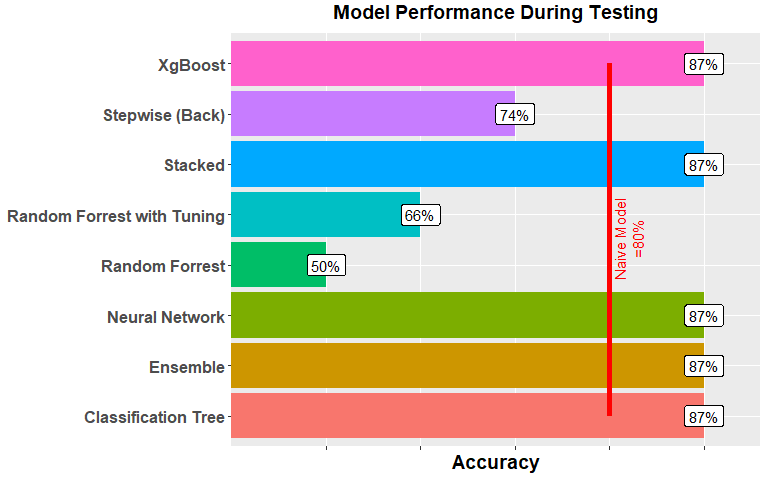 Model Performance During Testing
XgBoost 87%
Stepwise (Back) 74%
Stacked 87%
Random Forrest with Tuning 66%
Random Forrest 50%
Neural Network 87%
Ensemble 87%
Classification Tree 87%
Naive Model
=80%
Accuracy